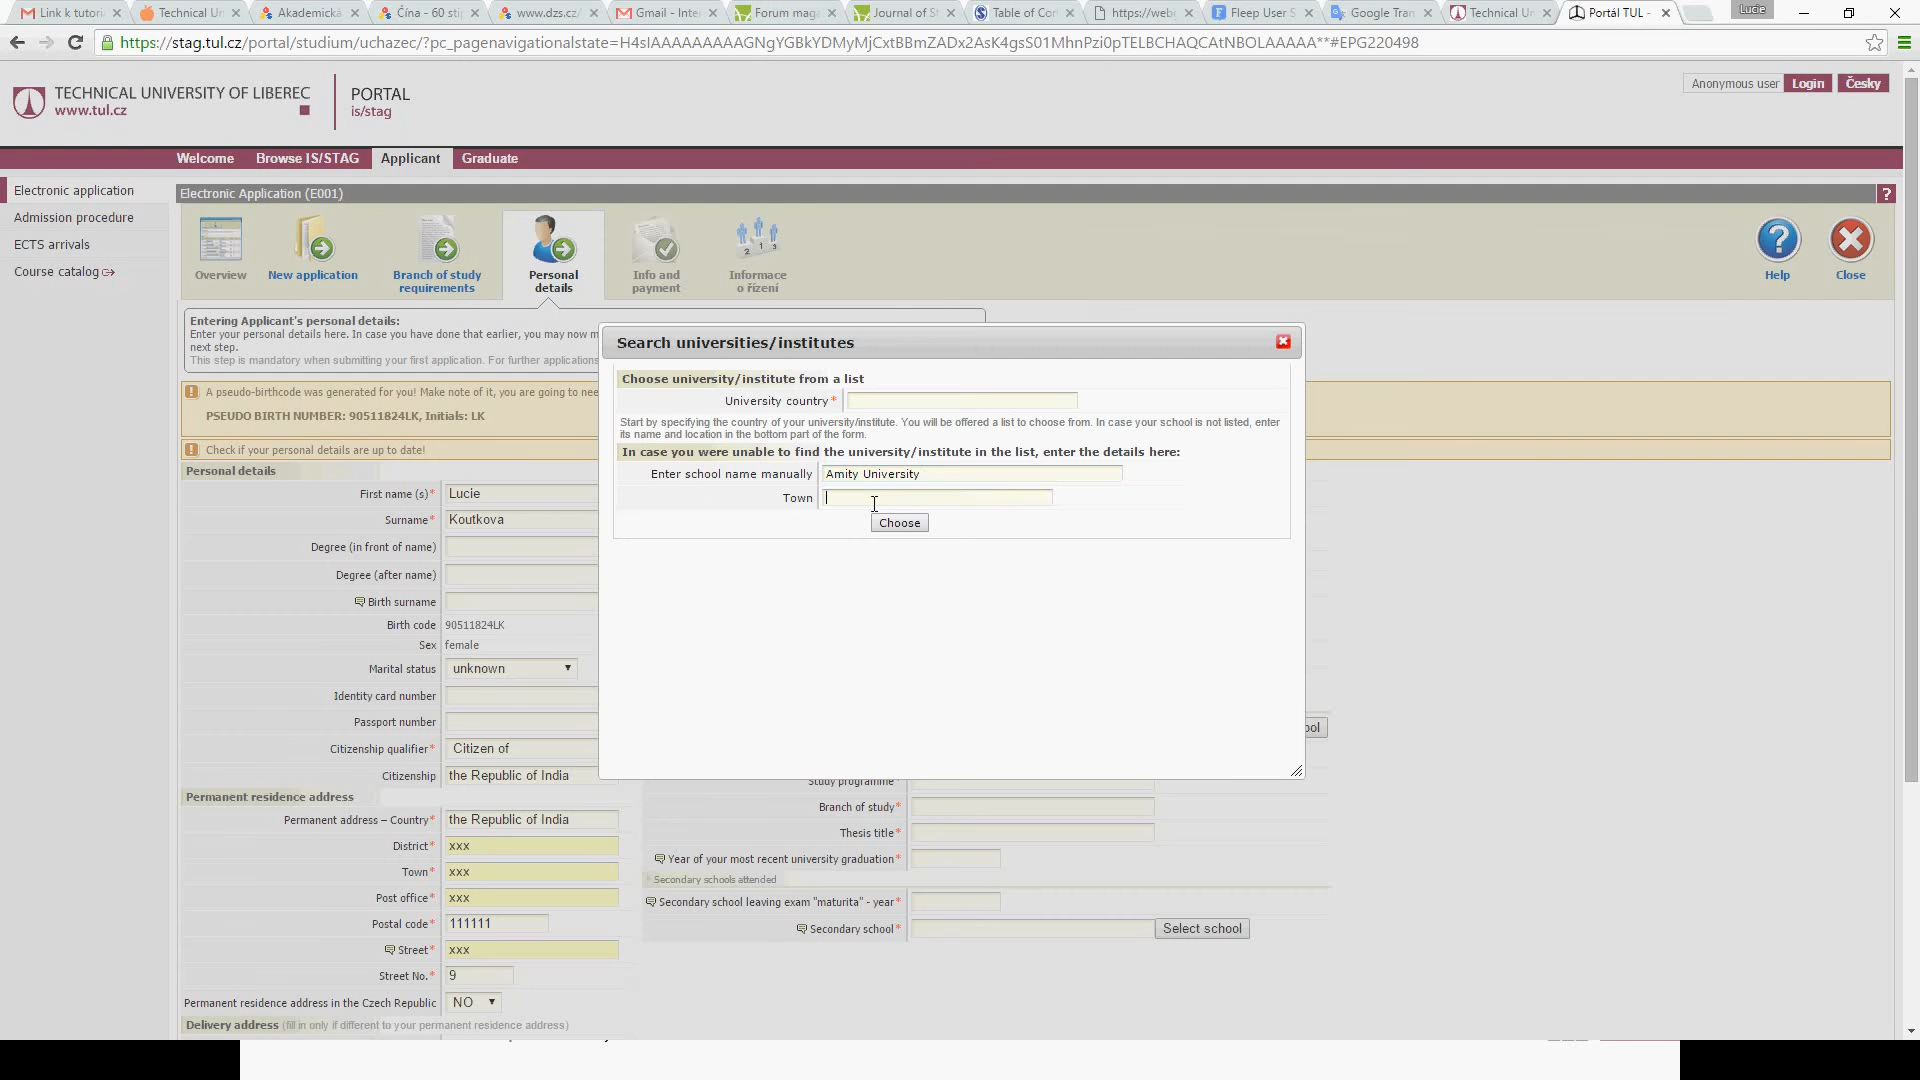 Link k tutori
Technical Un
Akademická
Čína - 60 stip
www.dzs.cz/
Gmail - Inte
Forum maga
Journal of S
Table of Con
https://web
Fleep User S
Google Tran
Technical Un
Portál TUL -
Lucie
https://stag.tul.cz/portal/studium/uchazec/?pc_pagenavigationalstate=H4sIAAAAAAAAAGNgYGBkYDMyMjCxtBBmZADx2AsK4gsS01MhnPzi0pTELBCHAQCAtNBOLAAAAA**#EPG220498
TECHNICAL UNIVERSITY OF LIBEREC
www.tul.cz
PORTAL
is/stag
Anonymous user Login Česky
Welcome Browse IS/STAG Applicant Graduate
Electronic application
Admission procedure
ECTS arrivals
Course catalog
Electronic Application (E001)
?
Overview
New application
Branch of study
requirements
Personal
details
Info and
payment
Informace
o řízení
Help
Close
Entering Applicant's personal details:
Enter your personal details here. In case you have done that earlier, you may now m
next step.
This step is mandatory when submitting your first application. For further applications
A pseudo-birthcode was generated for you! Make note of it, you are going to nee
PSEUDO BIRTH NUMBER: 90511824LK, Initials: LK
Check if your personal details are up to date!
Personal details
First name (s)* Lucie
Surname* Koutkova
Degree (in front of name)
Degree (after name)
Birth surname
Birth code 90511824LK
Sex female
Marital status unknown
Identity card number
Passport number
Citizenship qualifier* Citizen of
Citizenship the Republic of India
Permanent residence address
Permanent address – Country* the Republic of India
District* xxx
Town* xxx
Post office* xxx
Postal code* 111111
Street* xxx
Street No.* 9
Permanent residence address in the Czech Republic NO
Delivery address (fill in only if different to your permanent residence address)
Search universities/institutes
Choose university/institute from a list
University country*
Start by specifying the country of your university/institute. You will be offered a list to choose from. In case your school is not listed, enter
its name and location in the bottom part of the form.
In case you were unable to find the university/institute in the list, enter the details here:
Enter school name manually Amity University
Town
Choose
ool
Study programme*
Branch of study*
Thesis title*
Year of your most recent university graduation*
Secondary schools attended
Secondary school leaving exam "maturita" - year*
Secondary school* Select school